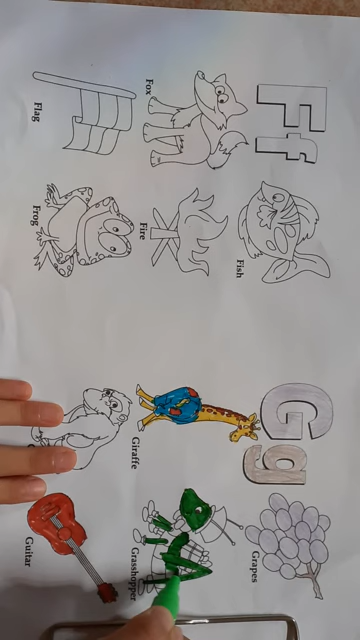 Ff
Fish
Fox
Fire
Flag
Frog
Gg
Grapes
Giraffe
Grasshopper
Guitar